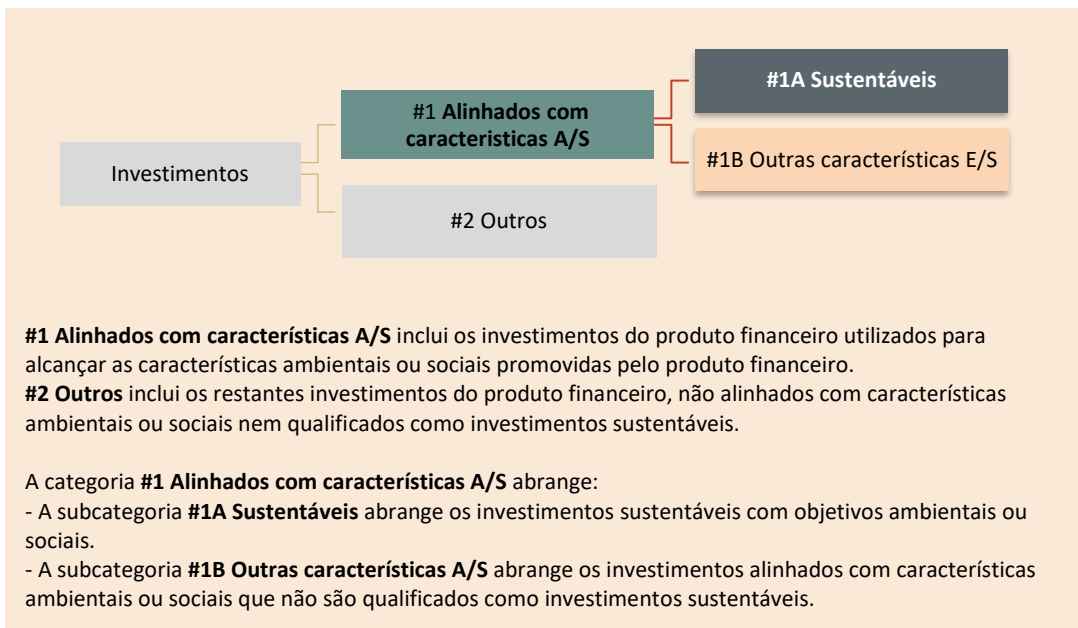 #1A Sustentáveis
#1 Alinhados com
caracteristicas A/S
#1B Outras características E/S
Investimentos
#2 Outros
#1 Alinhados com características A/S inclui os investimentos do produto financeiro utilizados para
alcançar as características ambientais ou sociais promovidas pelo produto financeiro.
#2 Outros inclui os restantes investimentos do produto financeiro, não alinhados com características
ambientais ou sociais nem qualificados como investimentos sustentáveis.
A categoria #1 Alinhados com características A/S abrange:
- A subcategoria #1A Sustentáveis abrange os investimentos sustentáveis com objetivos ambientais ou
sociais.
- A subcategoria #1B Outras características A/S abrange os investimentos alinhados com características
ambientais ou sociais que não são qualificados como investimentos sustentáveis.